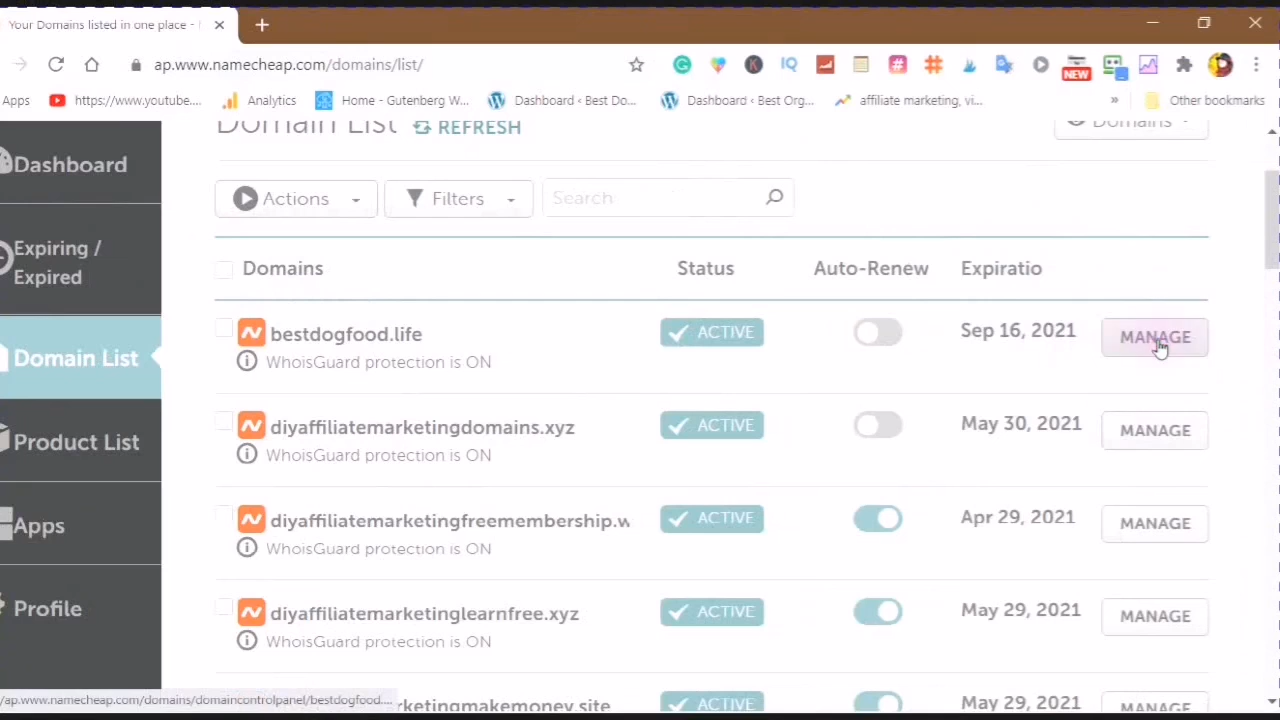 Your Domains listed in one place -
ap.www.namecheap.com/domains/list/
NEW
Apps
https://www.youtube...
Analytics
Home - Gutenberg W...
Dashboard ‹ Best Do...
Dashboard ‹ Best Org...
affiliate marketing, vi...
»
Other bookmarks
Domain List
REFRESH
Domains
Dashboard
Expiring /
Expired
Domain List
Product List
Apps
Profile
Actions
Filters
Search
Domains Status Auto-Renew Expiratio
bestdogfood.life ACTIVE Sep 16, 2021 MANAGE
WhoisGuard protection is ON
diyaffiliatemarketingdomains.xyz ACTIVE May 30, 2021 MANAGE
WhoisGuard protection is ON
diyaffiliatemarketingfreemembership.w ACTIVE Apr 29, 2021 MANAGE
WhoisGuard protection is ON
diyaffiliatemarketinglearnfree.xyz ACTIVE May 29, 2021 MANAGE
WhoisGuard protection is ON
rketingmakemoney.site ACTIVE May 29, 2021 MANAGE
/ap.www.namecheap.com/domains/domaincontrolpanel/bestdogfood....